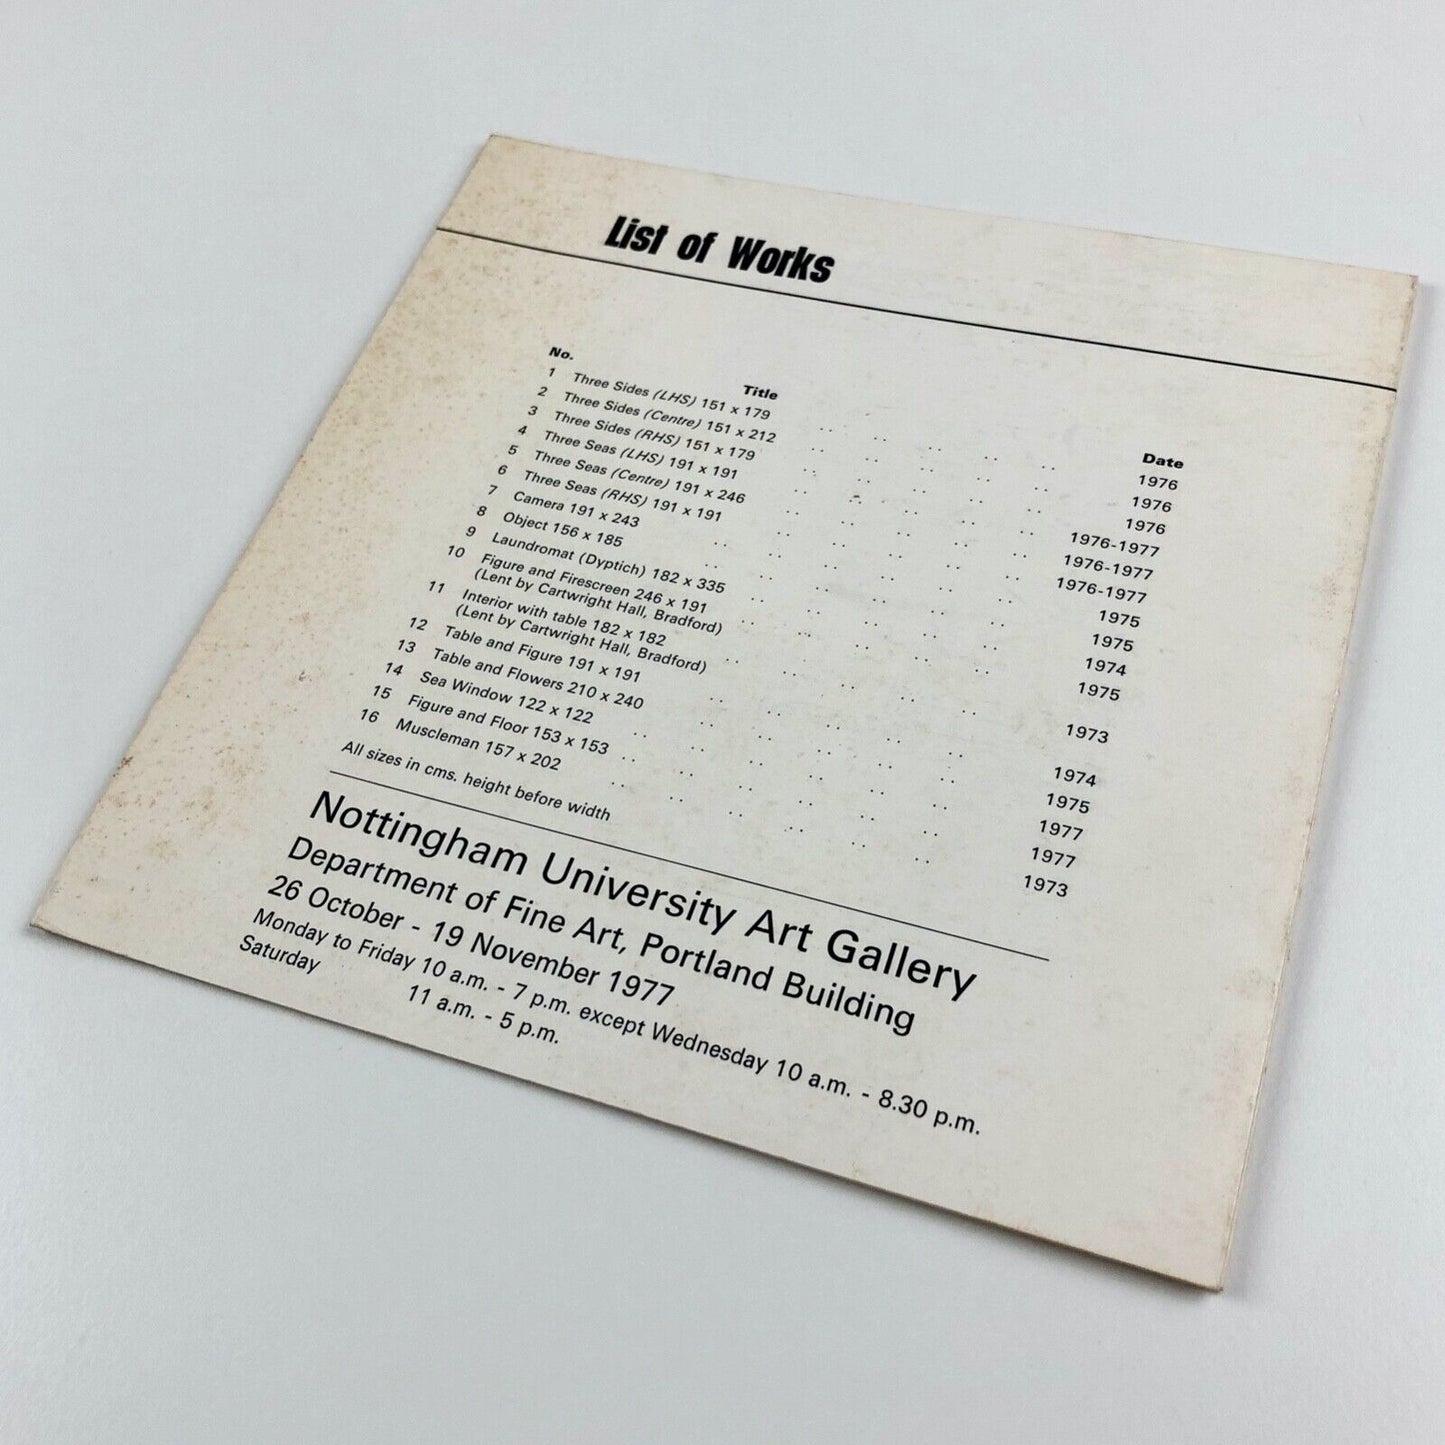 List of Works
No. Title Date
1 Three Sides (LHS) 151 x 179 .. .. .. .. .. 1976
2 Three Sides (Centre) 151 x 212 .. .. .. .. .. 1976
3 Three Sides (RHS) 151 x 179 .. .. .. .. .. 1976
4 Three Seas (LHS) 191 x 191 .. .. .. .. .. 1976-1977
5 Three Seas (Centre) 191 x 246 .. .. .. .. .. 1976-1977
6 Three Seas (RHS) 191 x 191 .. .. .. .. .. 1976-1977
7 Camera 191 x 243 .. .. .. .. .. .. 1975
8 Object 156 x 185 .. .. .. .. .. .. 1975
9 Laundromat (Dyptich) 182 x 335 .. .. .. .. .. 1974
10 Figure and Firescreen 246 x 191 .. .. .. .. .. 1975
(Lent by Cartwright Hall, Bradford)
11 Interior with table 182 x 182 .. .. .. .. .. 1973
(Lent by Cartwright Hall, Bradford)
12 Table and Figure 191 x 191 .. .. .. .. .. 1974
13 Table and Flowers 210 x 240 .. .. .. .. .. 1975
14 Sea Window 122 x 122 .. .. .. .. .. .. 1977
15 Figure and Floor 153 x 153 .. .. .. .. .. .. 1977
16 Muscleman 157 x 202 .. .. .. .. .. .. 1973
All sizes in cms. height before width
Nottingham University Art Gallery
Department of Fine Art, Portland Building
26 October - 19 November 1977
Monday to Friday 10 a.m. - 7 p.m. except Wednesday 10 a.m. - 8.30 p.m.
Saturday 11 a.m. - 5 p.m.